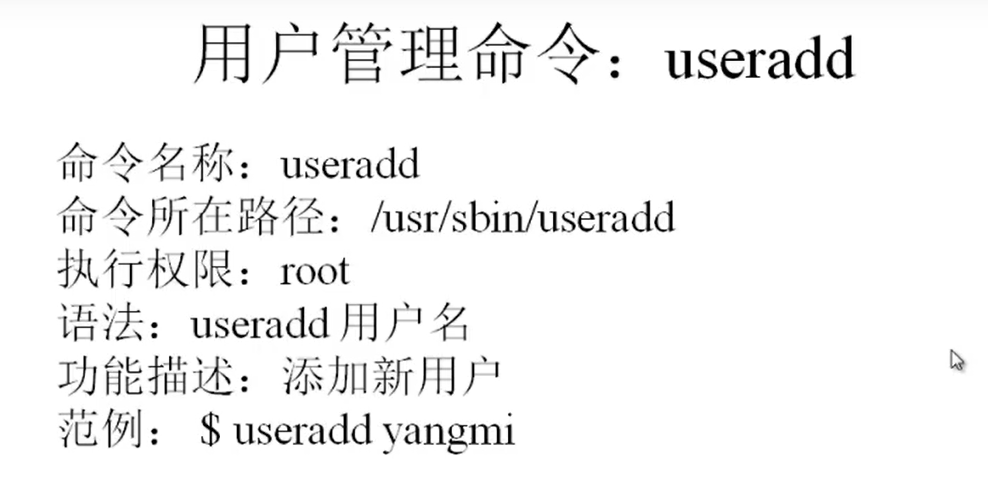 用户管理命令：useradd
命令名称：useradd
命令所在路径：/usr/sbin/useradd
执行权限：root
语法：useradd 用户名
功能描述：添加新用户
范例： $ useradd yangmi